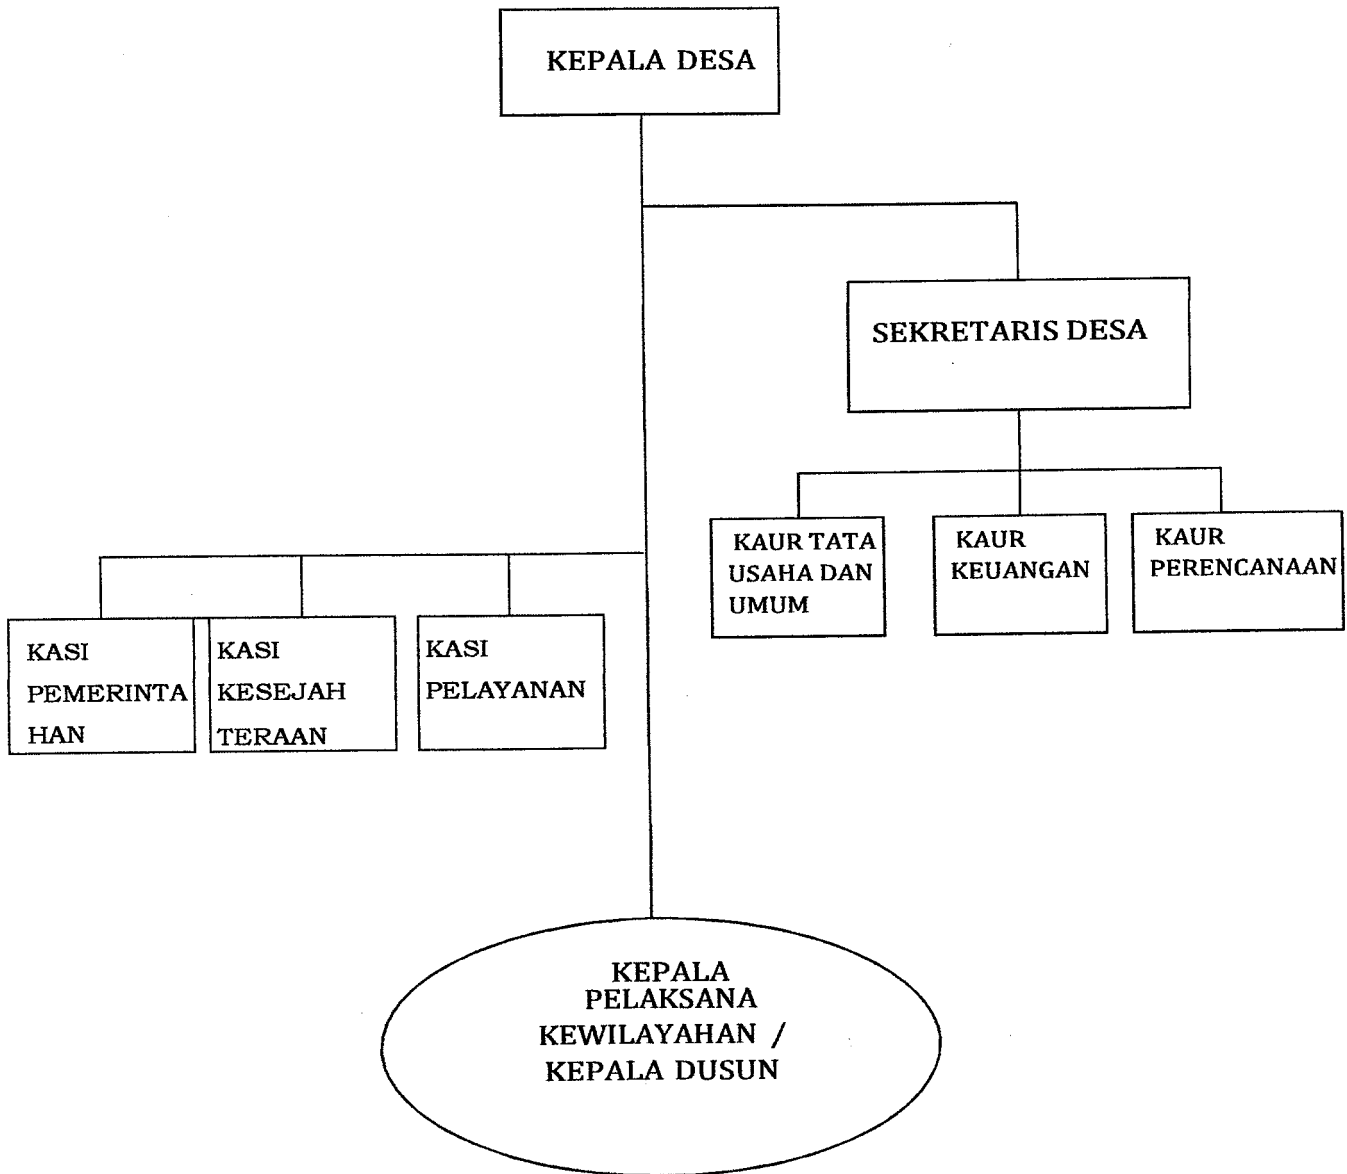 KEPALA DESA
SEKRETARIS DESA
KAUR TATA
USAHA DAN
UMUM
KAUR
KEUANGAN
KAUR
PERENCANAAN
KASI
PEMERINTA
HAN
KASI
KESEJAH
TERAAN
KASI
PELAYANAN
KEPALA
PELAKSANA
KEWILAYAHAN /
KEPALA DUSUN